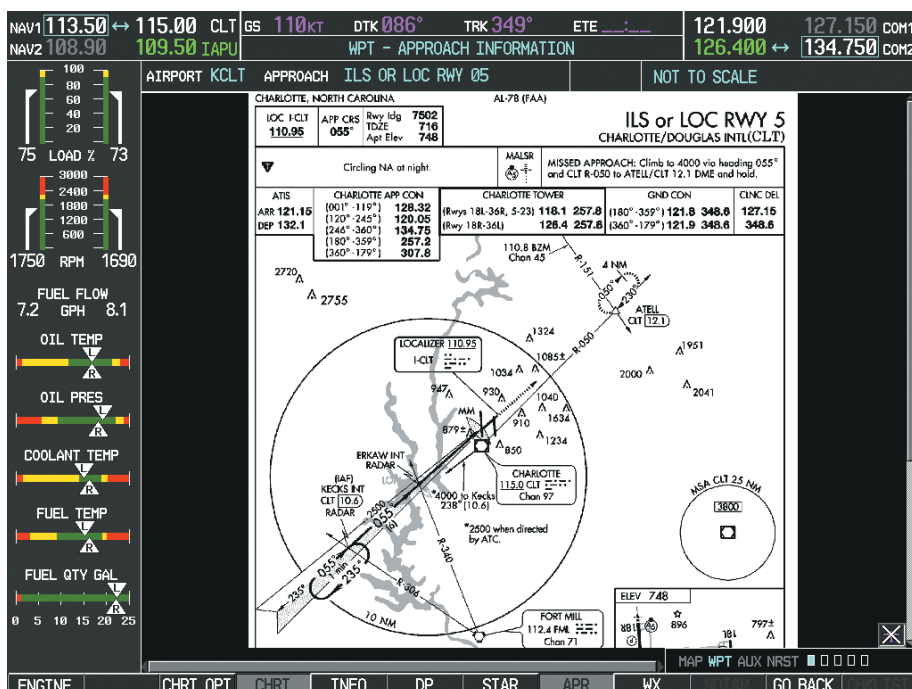 NAV1 113.50 ↔ 115.00 CLT
NAV2 108.90 109.50 IAPU
GS 110KT DTK 086° TRK 349° ETE __:__
WPT - APPROACH INFORMATION
121.900 127.150 COM1
126.400 ↔ 134.750 COM2
AIRPORT KCLT APPROACH ILS OR LOC RWY 05 NOT TO SCALE
100
80
60
40
20
75 LOAD % 73
3000
2400
1800
1200
600
1750 RPM 1690
FUEL FLOW
7.2 GPH 8.1
OIL TEMP
L
R
OIL PRES
L
R
COOLANT TEMP
L
R
FUEL TEMP
L
R
FUEL QTY GAL
L
R
0 5 10 15 20 25
CHARLOTTE, NORTH CAROLINA
AL-78 (FAA)
LOC I-CLT
110.95
APP CRS
055°
Rwy ldg 7502
TDZE 716
Apt Elev 748
ILS or LOC RWY 5
CHARLOTTE/DOUGLAS INTL(CLT)
T
Circling NA at night.
MALSR
MISSED APPROACH: Climb to 4000 via heading 055°
and CLT R-050 to ATELL/CLT 12.1 DME and hold.
ATIS
ARR 121.15
DEP 132.1
CHARLOTTE APP CON
(001°-119°) 128.32
(120°-245°) 120.05
(246°-360°) 134.75
(180°-359°) 257.2
(360°-179°) 307.8
CHARLOTTE TOWER
(Rwys 18L-36R, 5-23) 118.1 257.8
(Rwy 18R-36L) 126.4 257.8
GND CON
(180°-359°) 121.8 348.6
(360°-179°) 121.9 348.6
CLNC DEL
127.15
348.6
110.8 BZM
Chan 45
R-151
4 NM
050°
230°
ATELL
CLT 12.1
R-050
2720
2755
LOCALIZER 110.95
I-CLT
1324
1085±
1034
947
930
1040
1634
910
1234
850
879±
MM
1951
2000
2041
ERKAW INT
RADAR
(IAF)
KECKS INT
CLT 10.6
RADAR
CHARLOTTE
115.0 CLT
Chan 97
*4000 to Kecks
238° (10.6)
*2500 when directed
by ATC.
2500
055°
(6)
055°
1 min
235°
235°
R-340
R-306
10 NM
FORT MILL
112.4 FML
Chan 71
MSA CLT 25 NM
3800
ELEV 748
896
797±
18R
18L
MAP WPT AUX NRST
ENGINE CHRT OPT CHRT INFO DP STAR APR WX NOTAM GO BACK CHKLIST